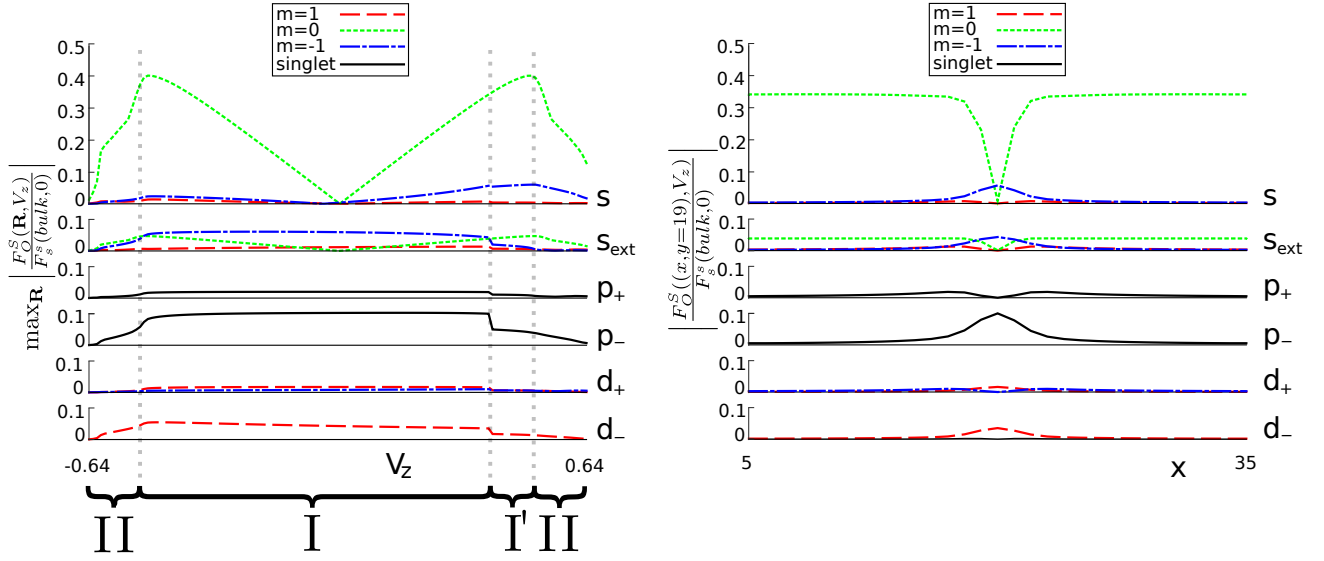 m=1
m=0
m=-1
singlet
0.5
0.4
0.3
0.2
0.1
0
s
0.1
0
s_ext
0.1
0
p_+
0.1
0
p_−
0.1
0
d_+
0.1
0
d_−
max_R | F_O^S(R,V_z) / F_s^s(bulk,0) |
-0.64
V_z
0.64
II
I
I'
II
m=1
m=0
m=-1
singlet
0.5
0.4
0.3
0.2
0.1
0
s
0.1
0
s_ext
0.1
0
p_+
0.1
0
p_−
0.1
0
d_+
0.1
0
d_−
| F_O^S((x,y=19),V_z) / F_s^s(bulk,0) |
5
x
35